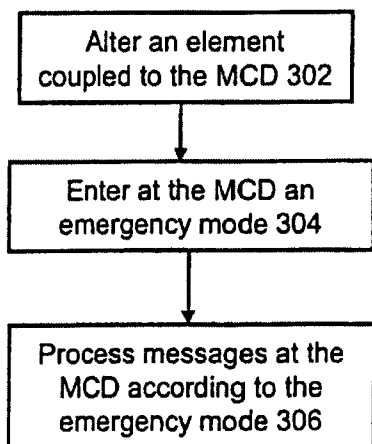 Alter an element
coupled to the MCD 302
Enter at the MCD an
emergency mode 304
Process messages at the
MCD according to the
emergency mode 306